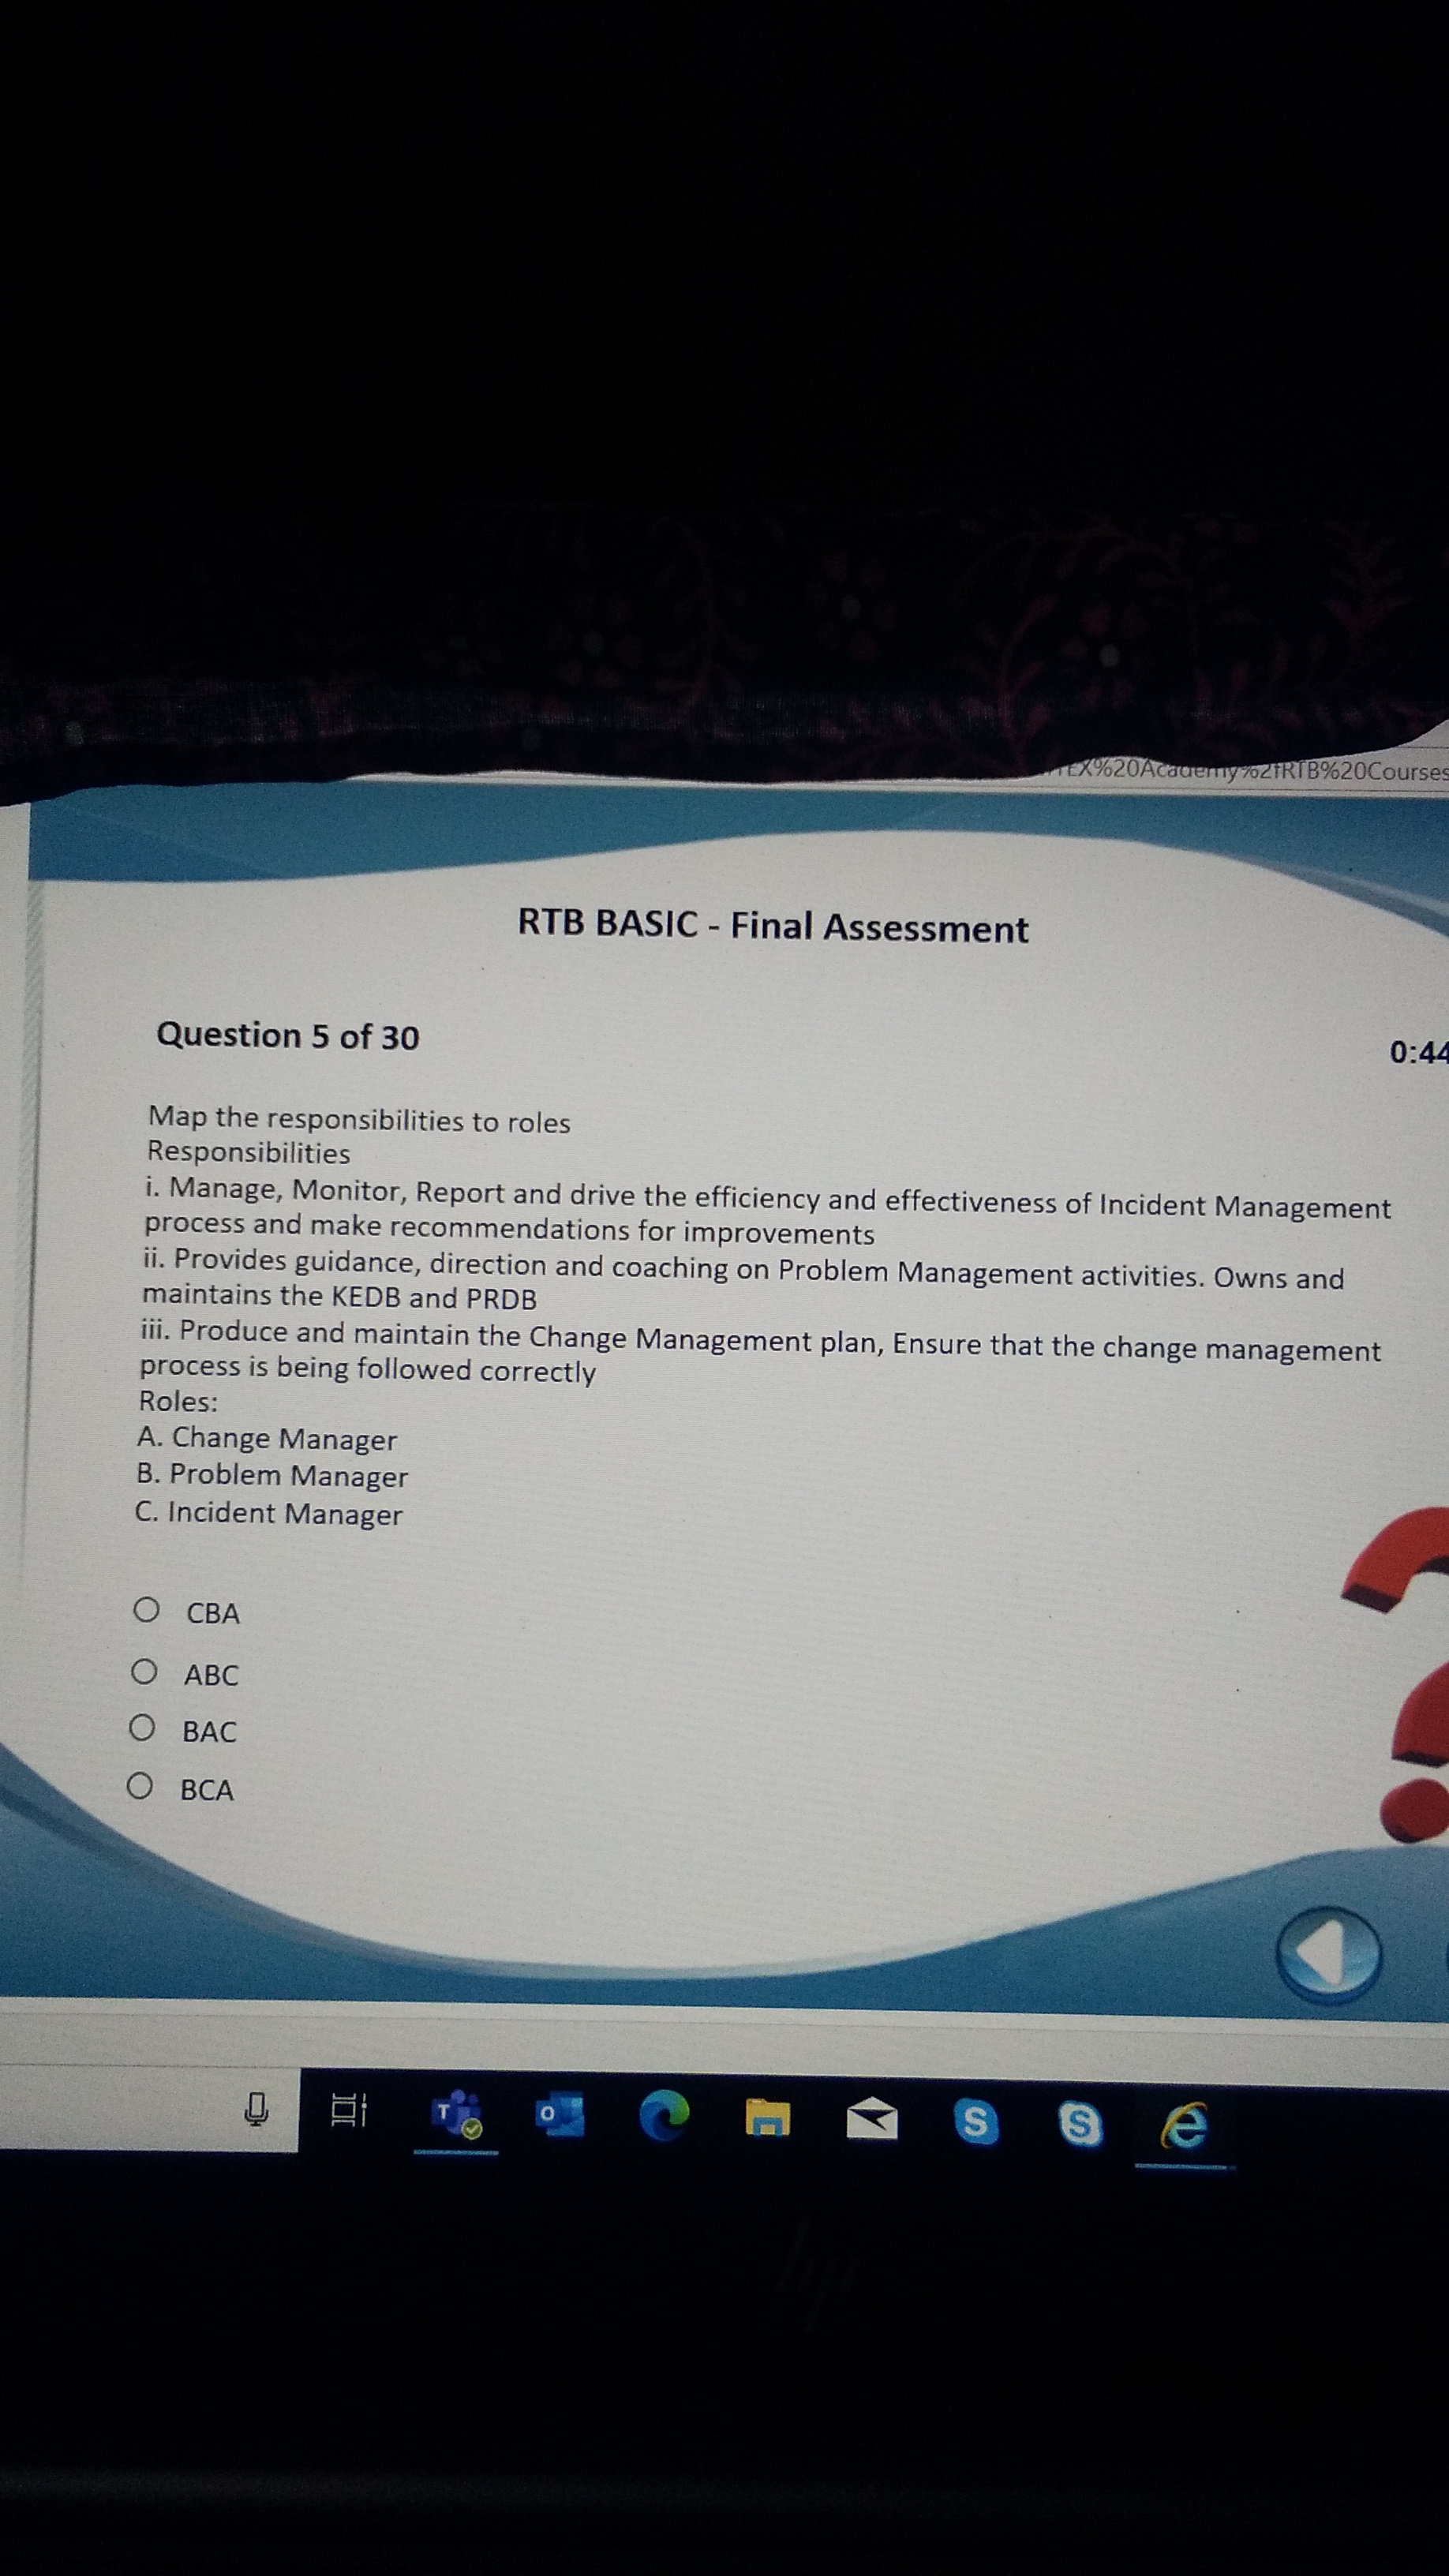 Academy%2fRTB%20Courses
RTB BASIC - Final Assessment
Question 5 of 30
0:44
Map the responsibilities to roles
Responsibilities
i. Manage, Monitor, Report and drive the efficiency and effectiveness of Incident Management
process and make recommendations for improvements
ii. Provides guidance, direction and coaching on Problem Management activities. Owns and
maintains the KEDB and PRDB
iii. Produce and maintain the Change Management plan, Ensure that the change management
process is being followed correctly
Roles:
A. Change Manager
B. Problem Manager
C. Incident Manager
CBA
ABC
BAC
BCA
hp